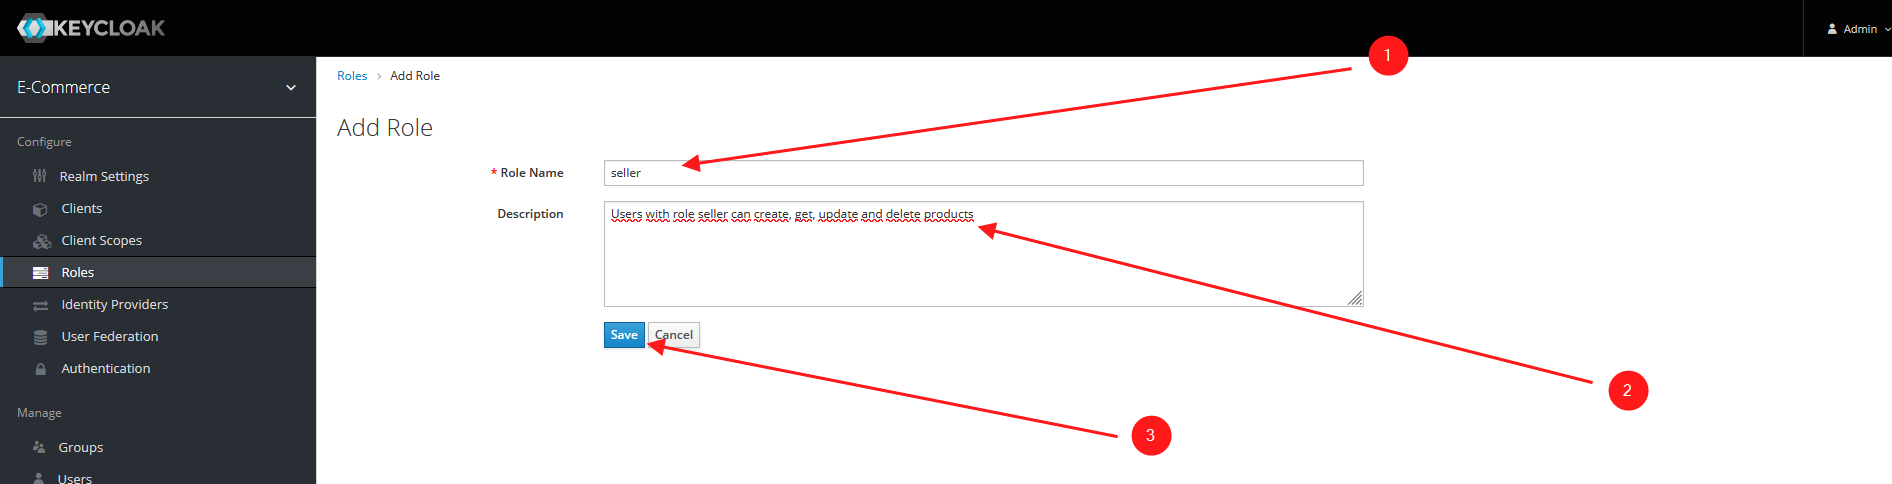 KEYCLOAK
Admin
1
E-Commerce
Roles > Add Role
Add Role
Configure
Realm Settings
Clients
Client Scopes
Roles
Identity Providers
User Federation
Authentication
Manage
Groups
Users
* Role Name
seller
Description
Users with role seller can create, get, update and delete products
Save Cancel
2
3